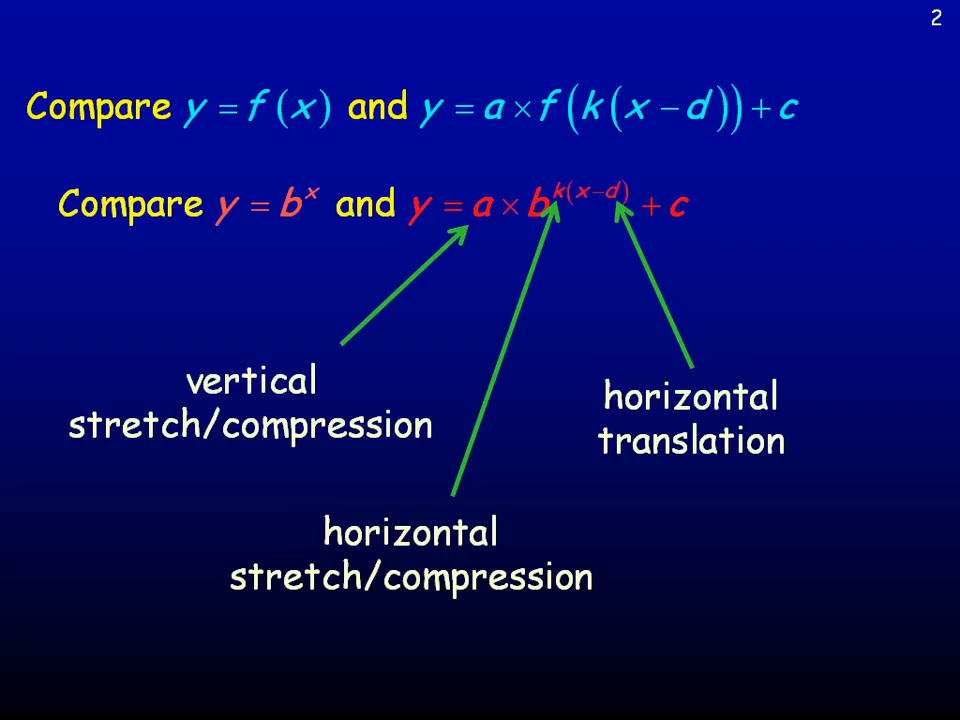 2
Compare y = f(x) and y = a × f(k(x − d)) + c
Compare y = b^x and y = a × b^k(x−d) + c
vertical
stretch/compression
horizontal
translation
horizontal
stretch/compression